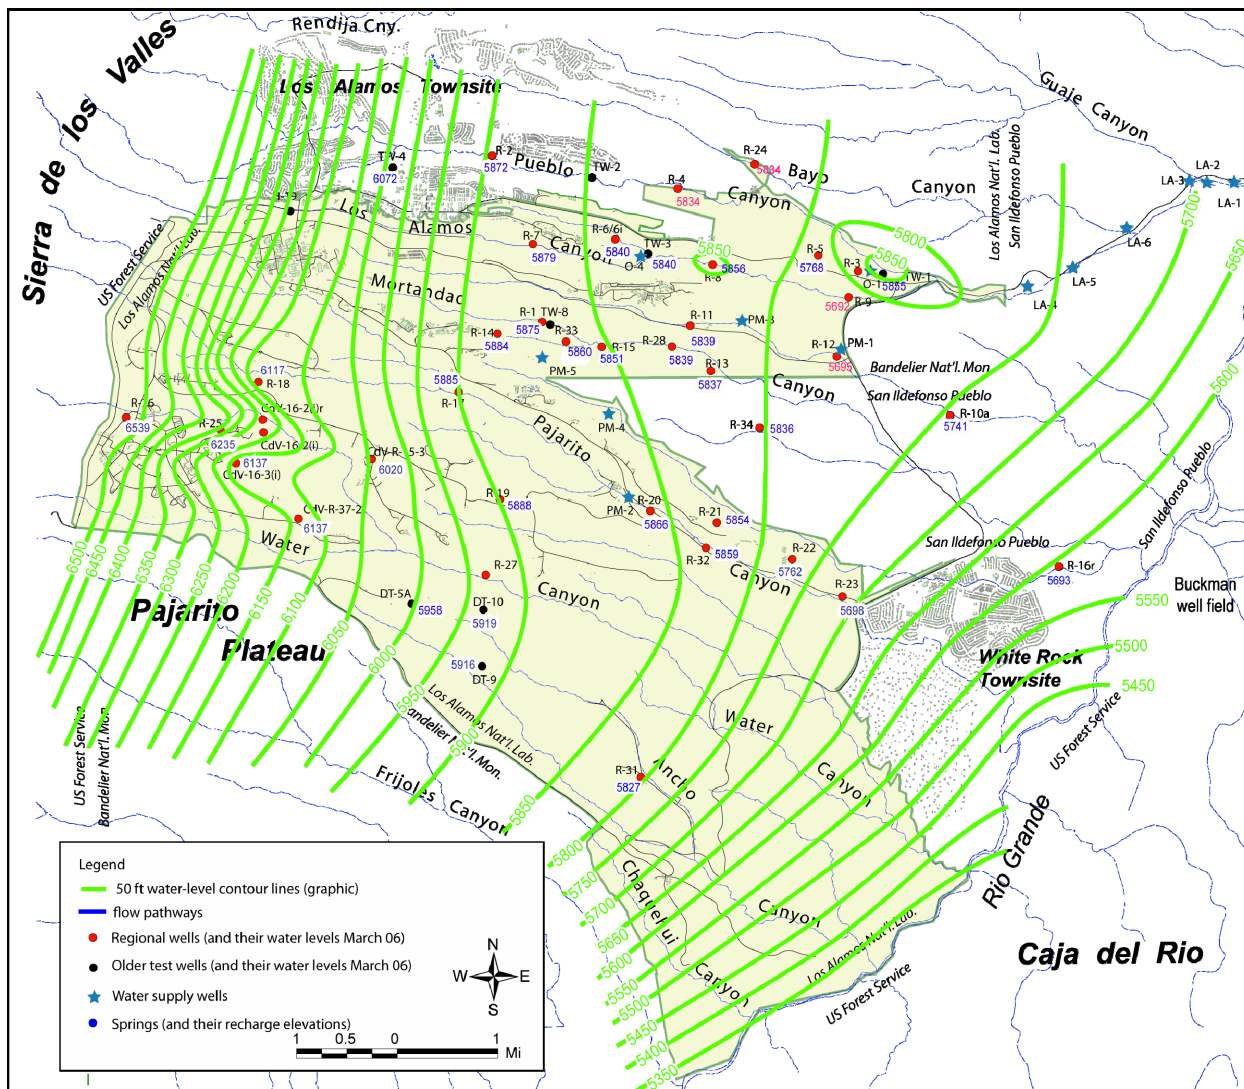 Rendija Cny.
Sierra de los Valles
Los Alamos Townsite
Guaje Canyon
Los Alamos Nat'l. Lab.
San Ildefonso Pueblo
R-2
5872
Pueblo
TW-4
6072
TW-2
R-24
Bayo
R-4
5834
Canyon
Canyon
LA-2
LA-3
LA-1
LA-6
LA-5
LA-4
5700
5650
5600
US Forest Service
Los Alamos Nat'l. Lab.
Los
Alamos
Canyon
R-7
5879
R-6/6i
5840
TW-3
5840
O-4
5850
5856
R-8
R-5
5768
5800
5850
R-3
O-1
TW-1
5855
5692
R-9
Mortandad
R-1
TW-8
5875
R-33
5860
R-14
5884
R-15
5851
R-28
5839
R-11
5839
PM-3
R-13
5837
R-12
PM-1
5695
PM-5
Canyon
Bandelier Nat'l. Mon
San Ildefonso Pueblo
R-10a
5741
6117
R-18
5885
R-17
6539
R-25
6235
CdV-16-2(i)r
CdV-16-2(i)
6137
CdV-16-3(i)
6020
PM-4
Pajarito
R-34
5836
San Ildefonso Pueblo
CdV-R-37-2
6137
R-19
5888
PM-2
R-20
5866
R-21
5854
5859
R-32
Canyon
R-22
5762
R-23
5698
San Ildefonso Pueblo
R-16r
5693
Buckman
well field
Water
Canyon
R-27
DT-5A
5958
DT-10
5919
5916
DT-9
6500
6450
6400
6350
6300
6250
6200
6150
6100
6050
6000
5950
5900
5850
5800
5750
5700
5650
5600
5550
5500
5450
5400
5350
5550
5500
5450
Pajarito
Plateau
White Rock
Townsite
US Forest Service
US Forest Service
Bandelier Nat'l. Mon
Los Alamos Nat'l. Lab.
Bandelier Nat'l. Mon.
Frijoles Canyon
Water
Canyon
R-31
5827
Ancho
Canyon
Chaquehui
Canyon
Los Alamos Nat'l. Lab.
US Forest Service
Rio Grande
Caja del Rio
Legend
50 ft water-level contour lines (graphic)
flow pathways
Regional wells (and their water levels March 06)
Older test wells (and their water levels March 06)
Water supply wells
Springs (and their recharge elevations)
N
W E
S
1 0.5 0 1
Mi